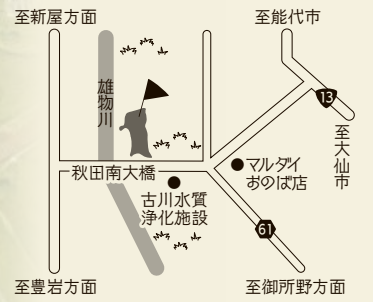 至新屋方面
至能代市
雄物川
13
至大仙市
マルダイ
おのば店
秋田南大橋
古川水質
浄化施設
61
至豊岩方面
至御所野方面